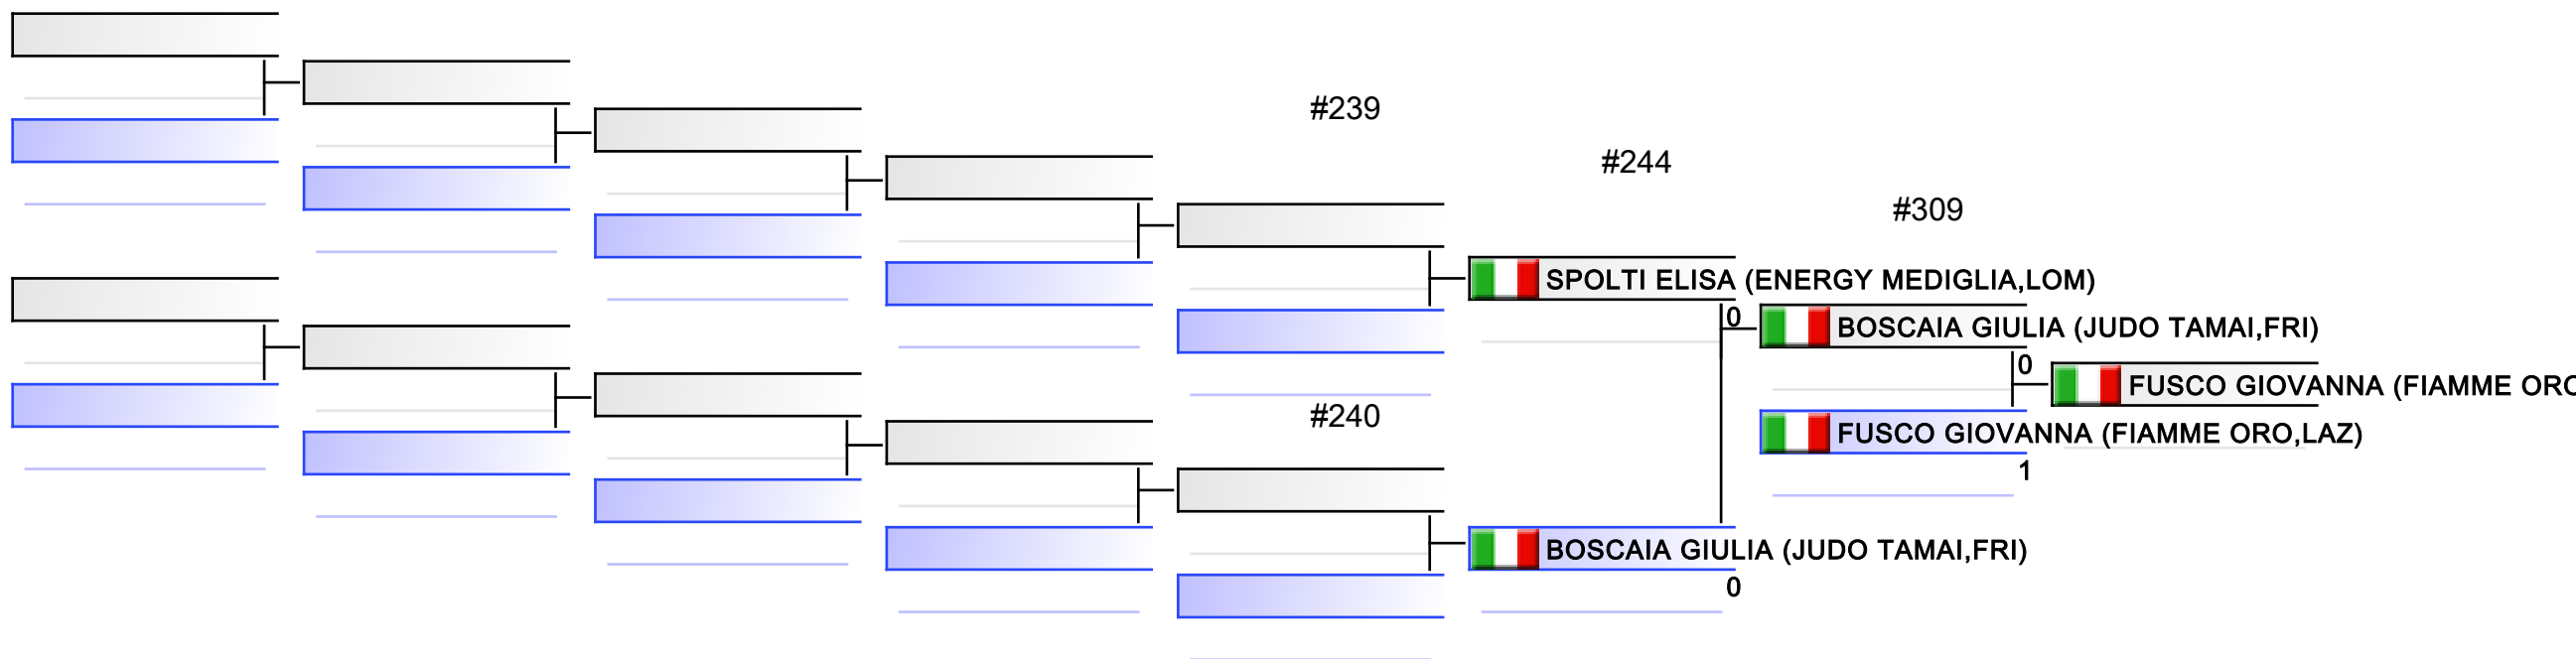 #239
#244
#309
SPOLTI ELISA (ENERGY MEDIGLIA,LOM)
0
BOSCAIA GIULIA (JUDO TAMAI,FRI)
0
FUSCO GIOVANNA (FIAMME ORO
#240
FUSCO GIOVANNA (FIAMME ORO,LAZ)
1
BOSCAIA GIULIA (JUDO TAMAI,FRI)
0